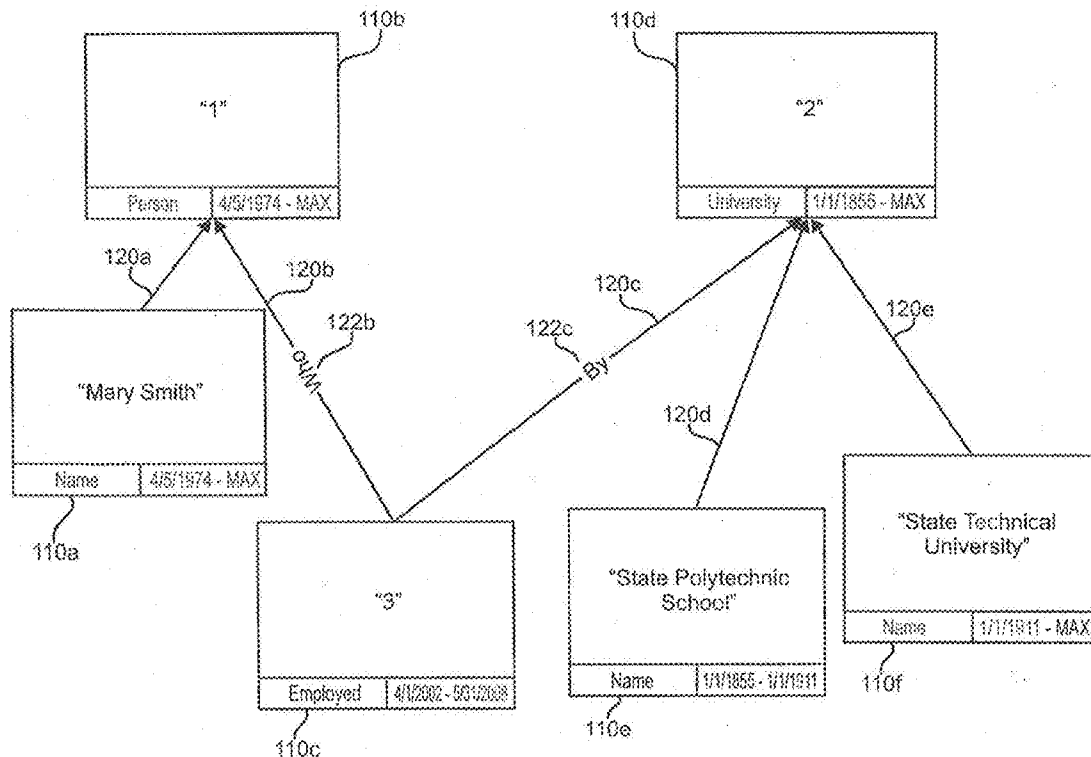 110b
110d
"1"
"2"
Person
4/5/1974 - MAX
University
1/1/1855 - MAX
120a
120b
120c
120e
122b
122c
Who
By
"Mary Smith"
120d
Name
4/5/1974 - MAX
"State Technical
University"
110a
"State Polytechnic
School"
"3"
Name
1/1/1911 - MAX
Employed
Name
1/1/1855 - 1/1/1911
110f
110c
110e